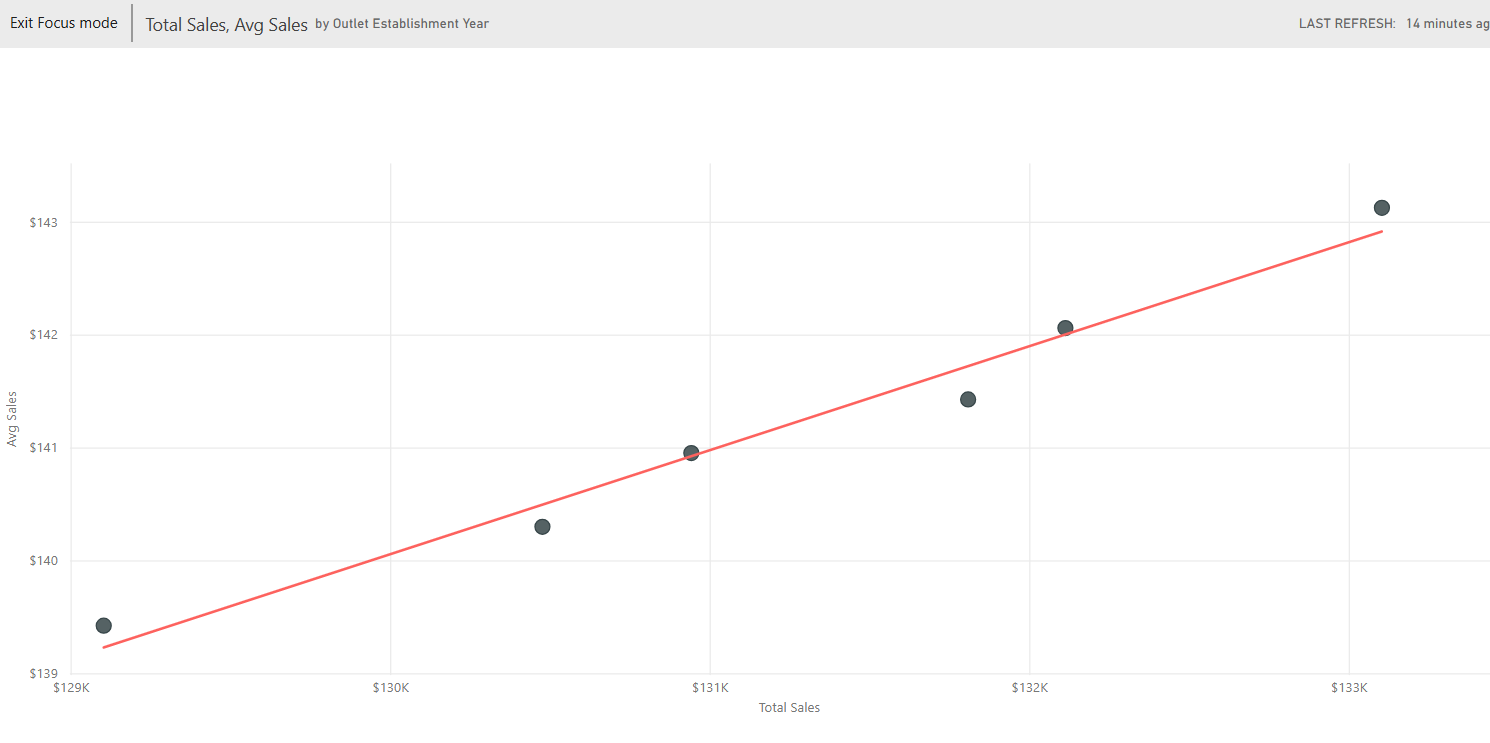 Exit Focus mode Total Sales, Avg Sales by Outlet Establishment Year LAST REFRESH: 14 minutes ag
$143
$142
$141
$140
$139
Avg Sales
$129K $130K $131K $132K $133K
Total Sales